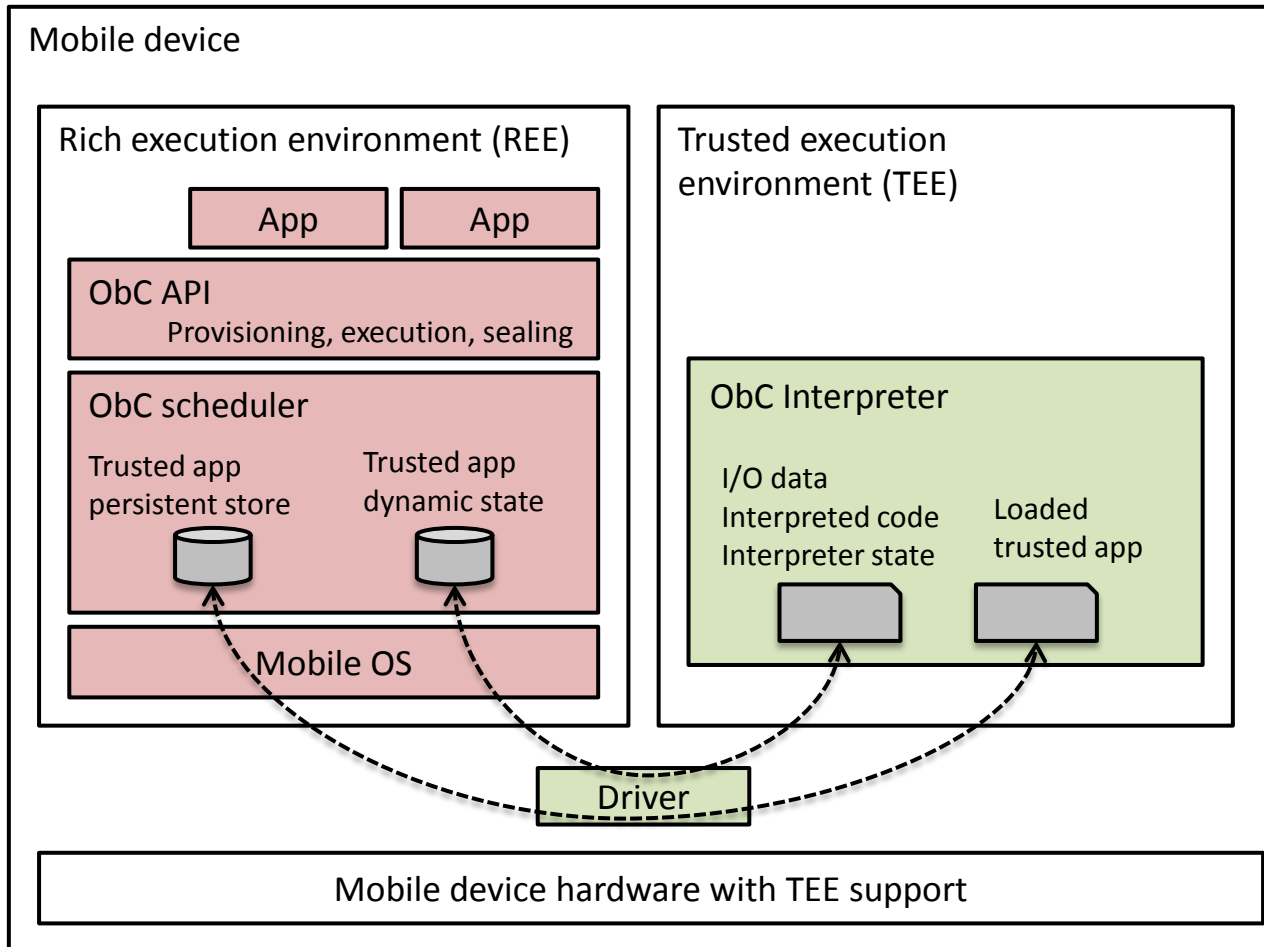 Mobile device
Rich execution environment (REE)
App
App
ObC API
Provisioning, execution, sealing
ObC scheduler
Trusted app
persistent store
Trusted app
dynamic state
Mobile OS
Trusted execution
environment (TEE)
ObC Interpreter
I/O data
Interpreted code
Interpreter state
Loaded
trusted app
Driver
Mobile device hardware with TEE support